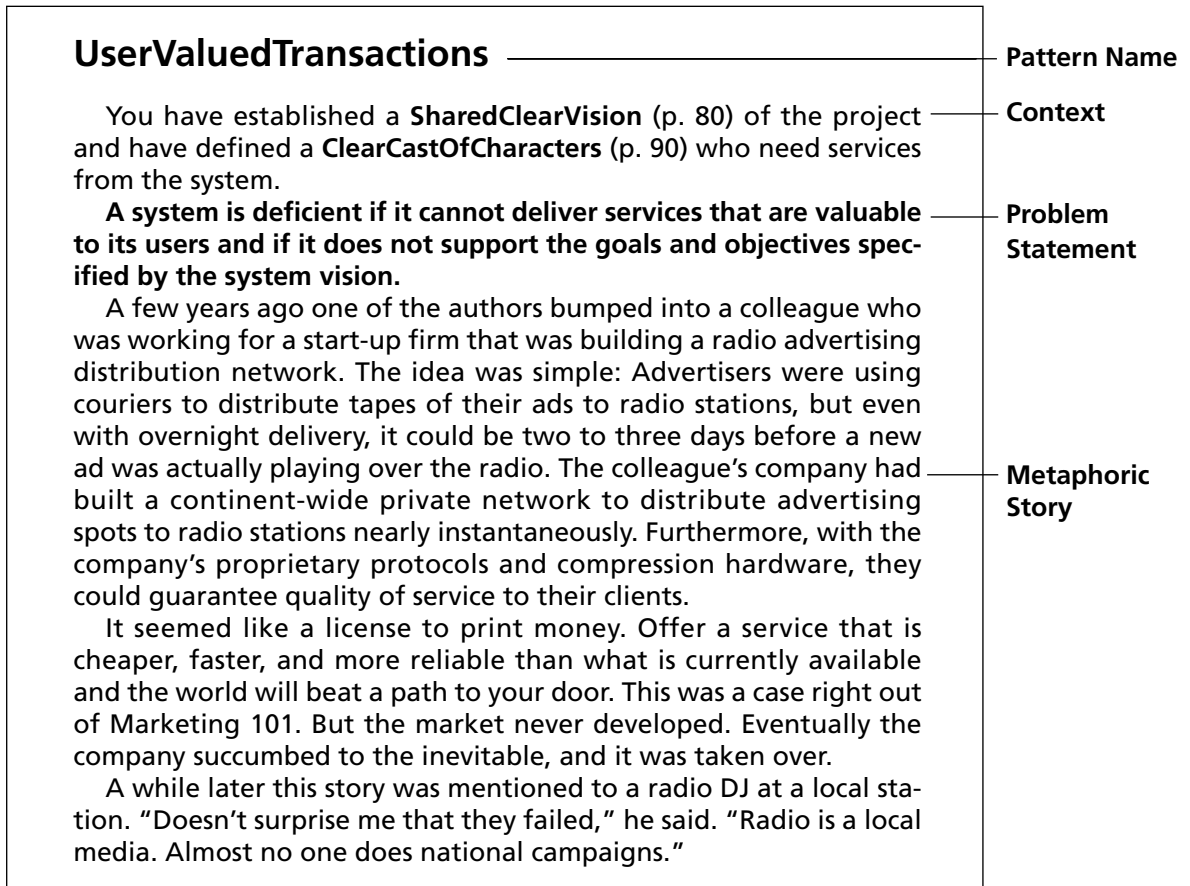 UserValuedTransactions
Pattern Name
You have established a SharedClearVision (p. 80) of the project
Context
and have defined a ClearCastOfCharacters (p. 90) who need services
from the system.
A system is deficient if it cannot deliver services that are valuable
Problem
to its users and if it does not support the goals and objectives spec-
Statement
ified by the system vision.
A few years ago one of the authors bumped into a colleague who
was working for a start-up firm that was building a radio advertising
distribution network. The idea was simple: Advertisers were using
couriers to distribute tapes of their ads to radio stations, but even
with overnight delivery, it could be two to three days before a new
ad was actually playing over the radio. The colleague’s company had
Metaphoric
built a continent-wide private network to distribute advertising
Story
spots to radio stations nearly instantaneously. Furthermore, with the
company’s proprietary protocols and compression hardware, they
could guarantee quality of service to their clients.
It seemed like a license to print money. Offer a service that is
cheaper, faster, and more reliable than what is currently available
and the world will beat a path to your door. This was a case right out
of Marketing 101. But the market never developed. Eventually the
company succumbed to the inevitable, and it was taken over.
A while later this story was mentioned to a radio DJ at a local sta-
tion. “Doesn’t surprise me that they failed,” he said. “Radio is a local
media. Almost no one does national campaigns.”